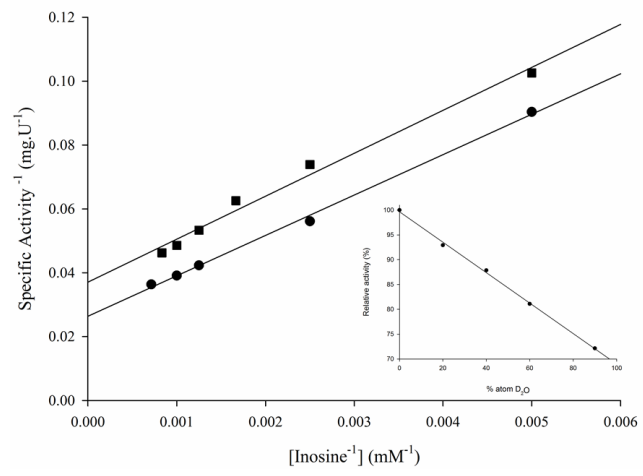 0.12
0.10
0.08
0.06
0.04
0.02
0.00
Specific Activity⁻¹ (mg.U⁻¹)
0.000 0.001 0.002 0.003 0.004 0.005 0.006
[Inosine⁻¹] (mM⁻¹)
100
95
90
85
80
75
70
Relative activity (%)
0 20 40 60 80 100
% atom D₂O